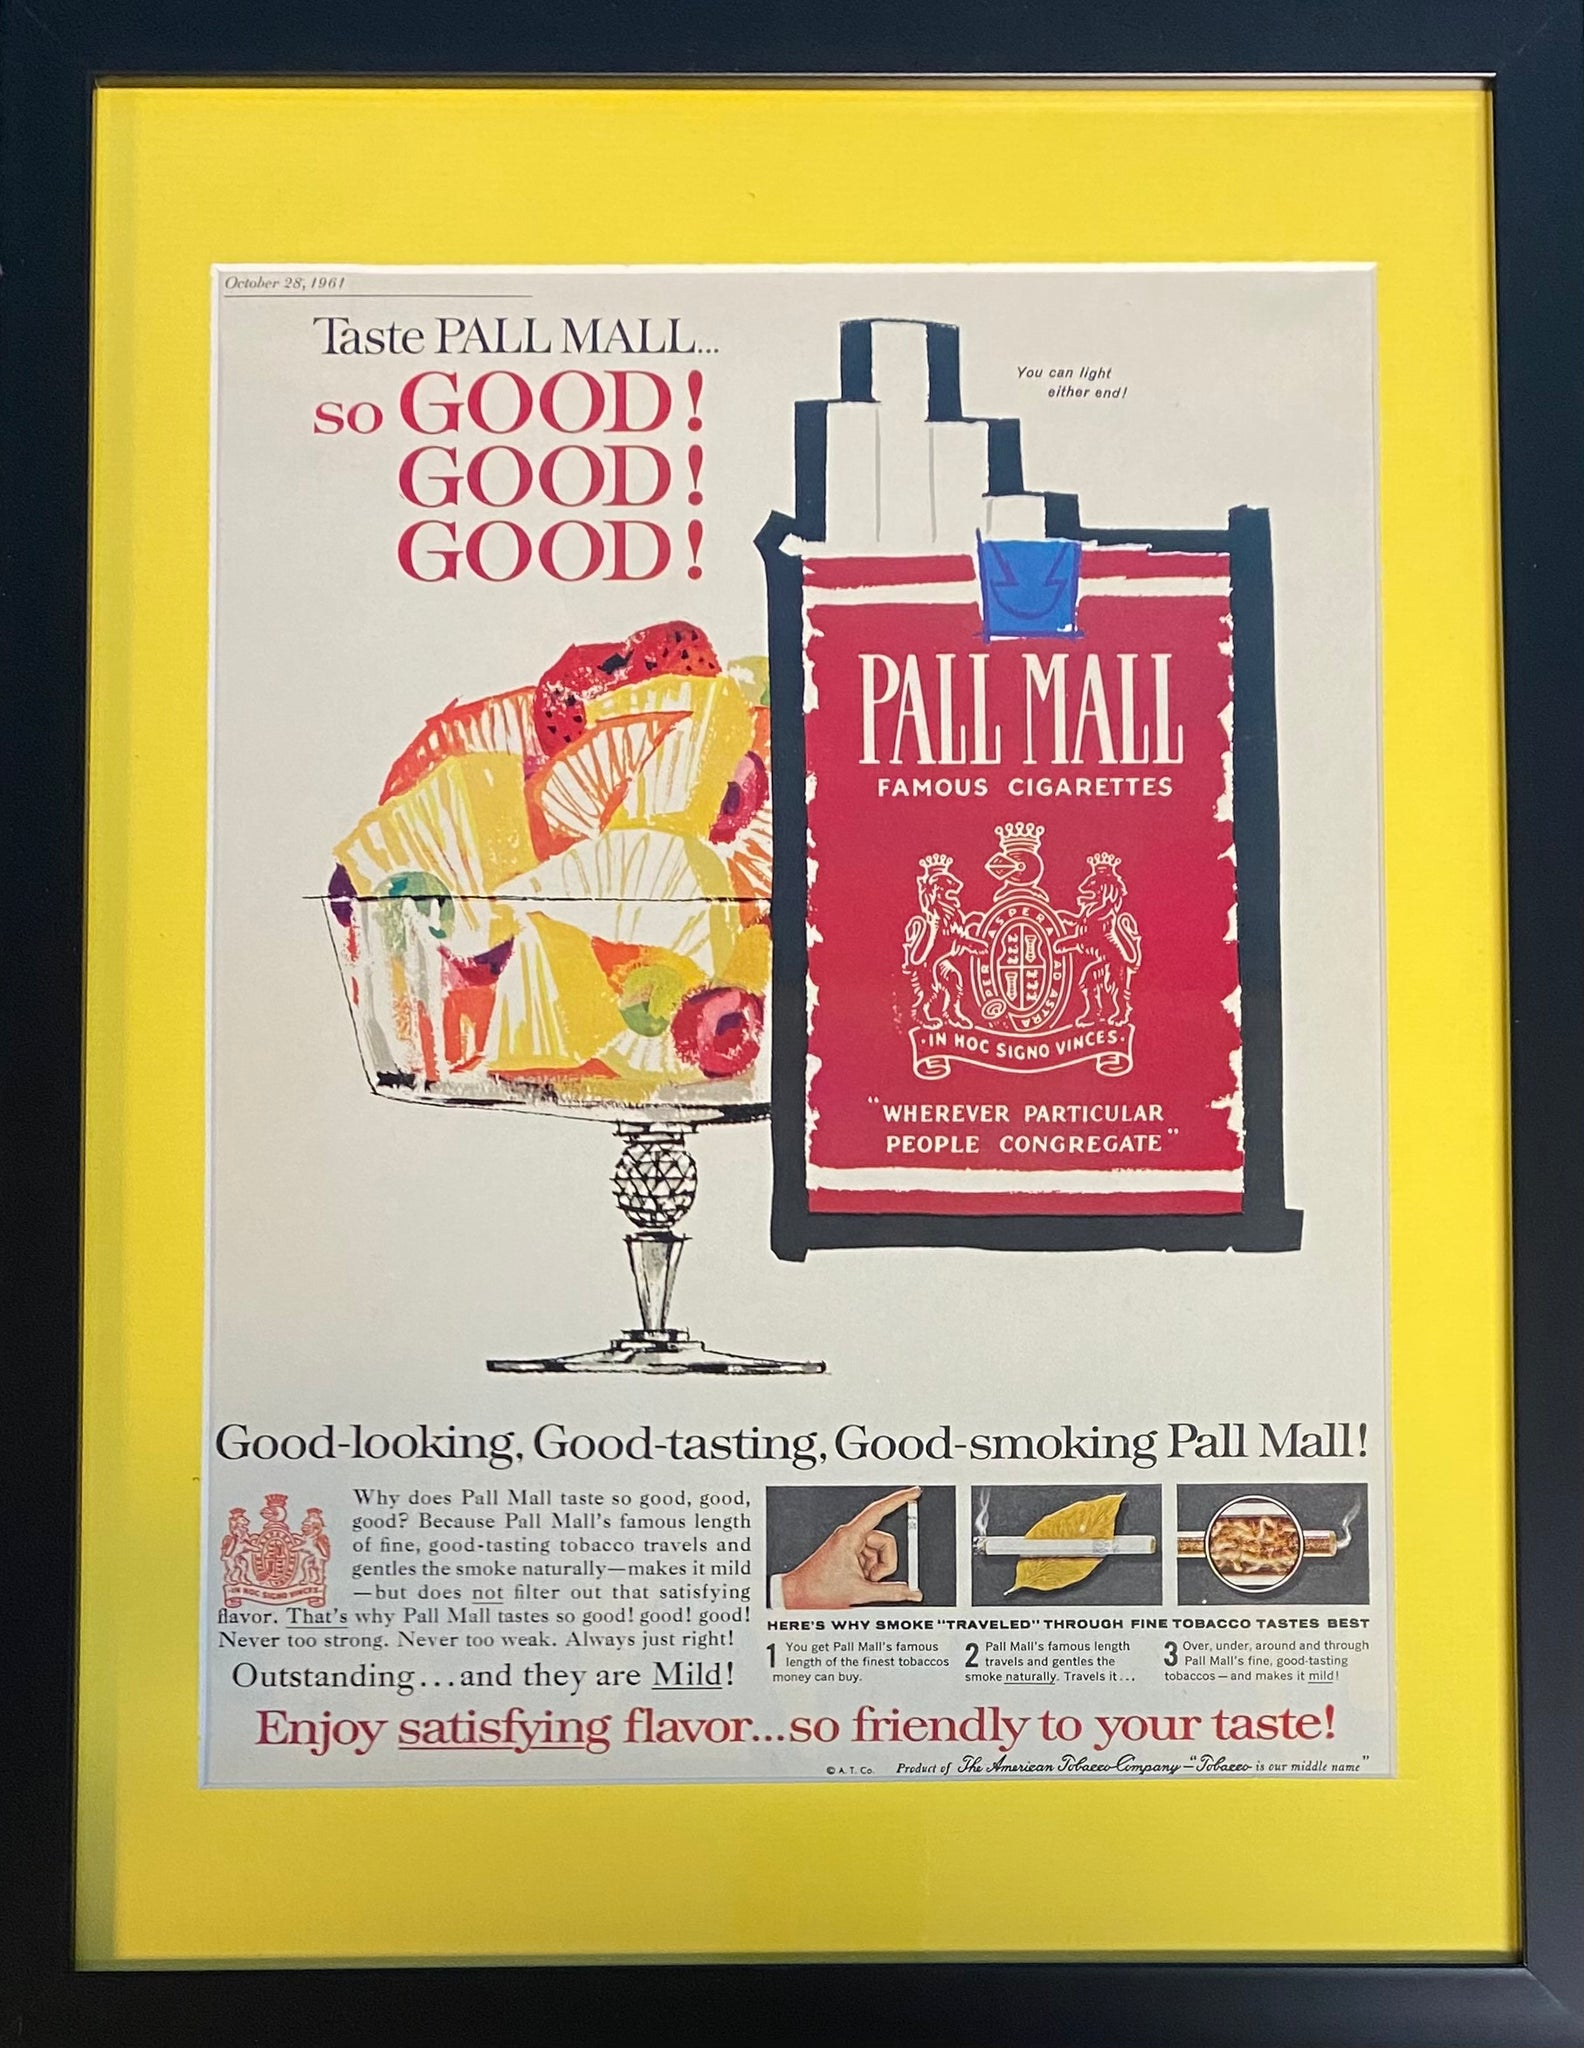 October 28, 1961
Taste PALL MALL...
so GOOD!
GOOD!
GOOD!
You can light
either end!
PALL MALL
FAMOUS CIGARETTES
PER ASPERA AD ASTRA
·IN HOC SIGNO VINCES·
"WHEREVER PARTICULAR
PEOPLE CONGREGATE"
Good-looking, Good-tasting, Good-smoking Pall Mall!
Why does Pall Mall taste so good, good,
good? Because Pall Mall's famous length
of fine, good-tasting tobacco travels and
gentles the smoke naturally—makes it mild
—but does not filter out that satisfying
flavor. That's why Pall Mall tastes so good! good! good!
Never too strong. Never too weak. Always just right!
Outstanding...and they are Mild!
IN HOC SIGNO VINCES
HERE'S WHY SMOKE "TRAVELED" THROUGH FINE TOBACCO TASTES BEST
1 You get Pall Mall's famous
length of the finest tobaccos
money can buy.
2 Pall Mall's famous length
travels and gentles the
smoke naturally. Travels it...
3 Over, under, around and through
Pall Mall's fine, good-tasting
tobaccos—and makes it mild!
Enjoy satisfying flavor...so friendly to your taste!
© A. T. Co. Product of The American Tobacco Company—"Tobacco is our middle name"